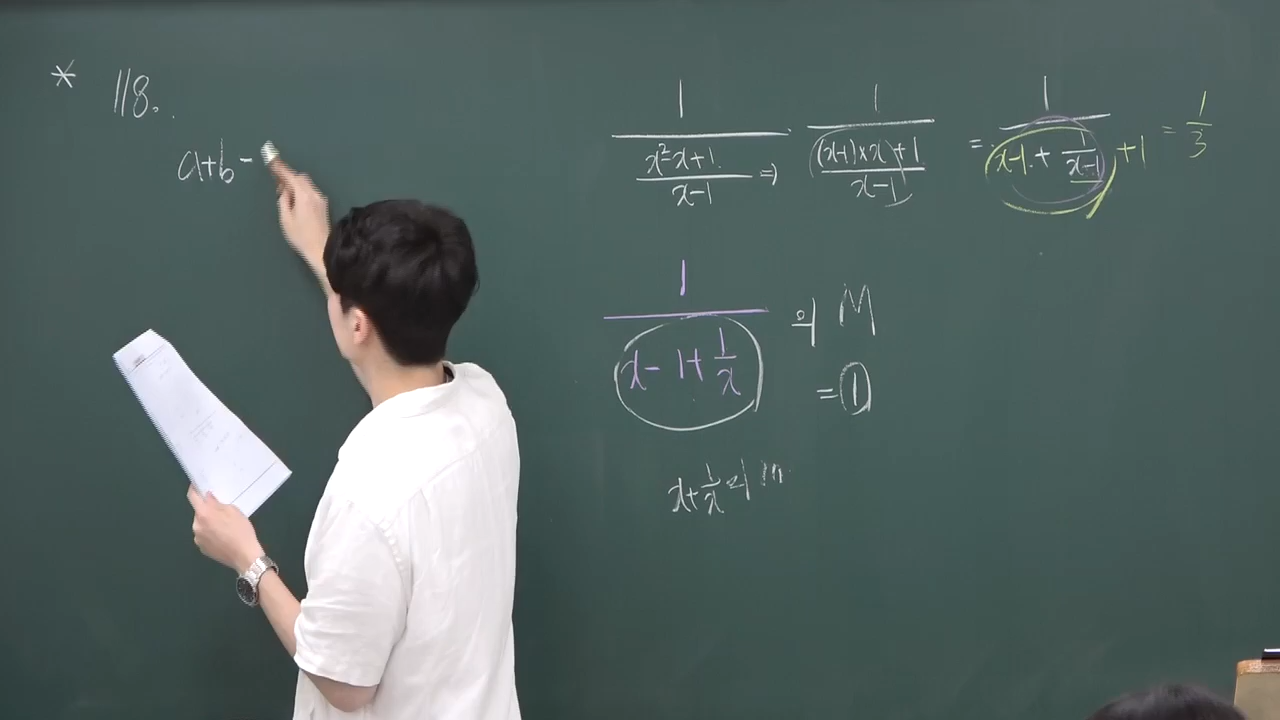 * 118.
a+b-
1/((x²-x+1)/(x-1)) ⇒ 1/(((x-1)×x+1)/(x-1)) = 1/(x-1+1/(x-1)+1) = 1/3
1/(x-1+1/x) 의 M
= ①
x+1/x 의 m